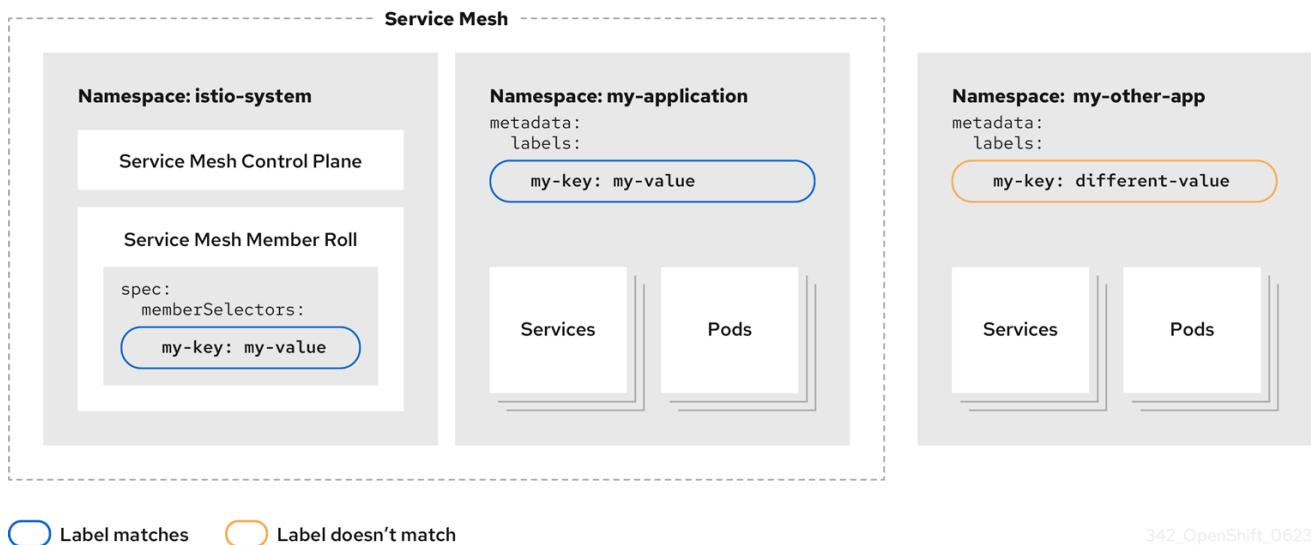 Service Mesh
Namespace: istio-system
Service Mesh Control Plane
Service Mesh Member Roll
spec:
memberSelectors:
my-key: my-value
Namespace: my-application
metadata:
labels:
my-key: my-value
Services
Pods
Namespace: my-other-app
metadata:
labels:
my-key: different-value
Services
Pods
Label matches
Label doesn’t match
342_OpenShift_0623